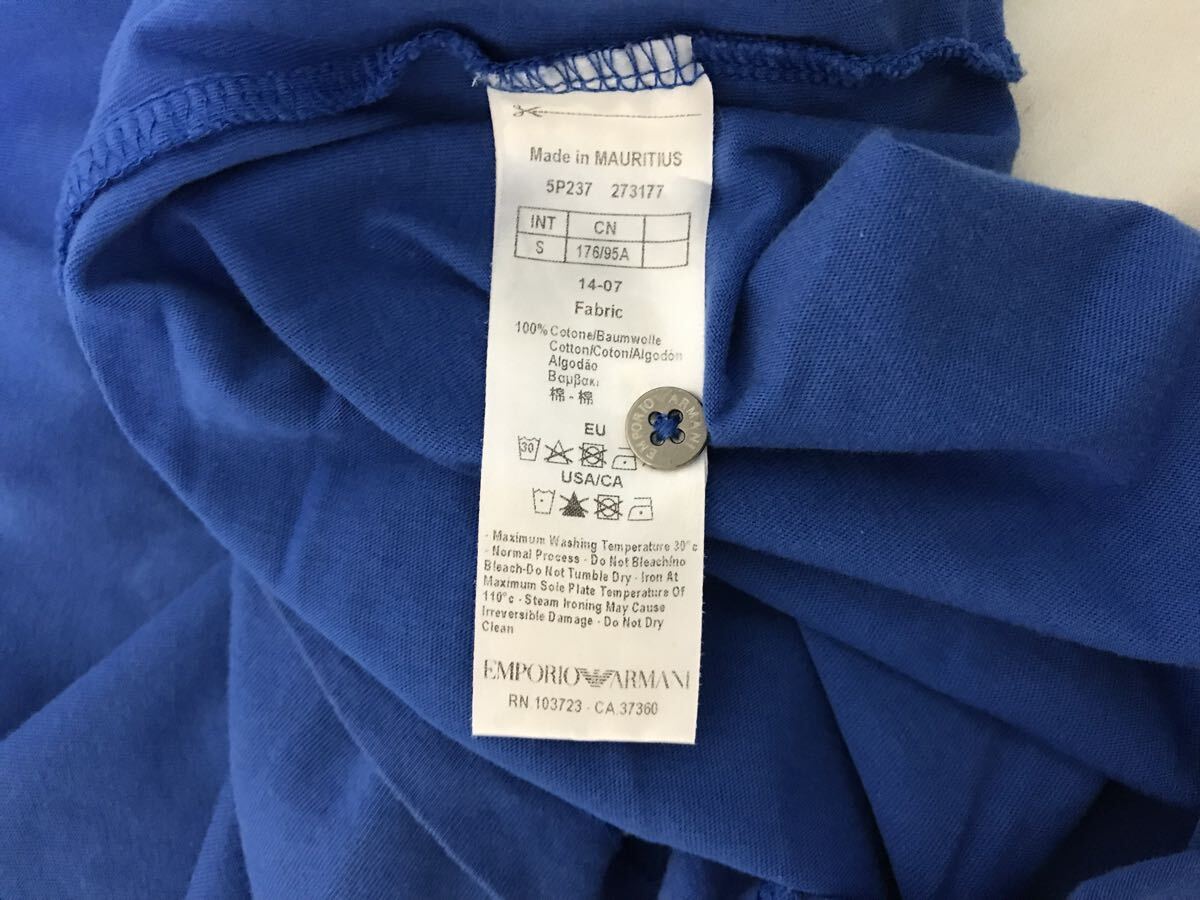 Made in MAURITIUS
5P237 273177
INT CN
S 176/95A
14-07
Fabric
100% Cotone/Baumwolle
Cotton/Coton/Algodón
Algodão
Βαμβακι
棉 - 棉
EMPORIO ARMANI
EU
30
USA/CA
- Maximum Washing Temperature 30°c
- Normal Process - Do Not Bleachino
Bleach-Do Not Tumble Dry - Iron At
Maximum Sole Plate Temperature Of
110°c - Steam Ironing May Cause
Irreversible Damage - Do Not Dry
Clean
EMPORIO ARMANI
RN.103723 - CA.37360